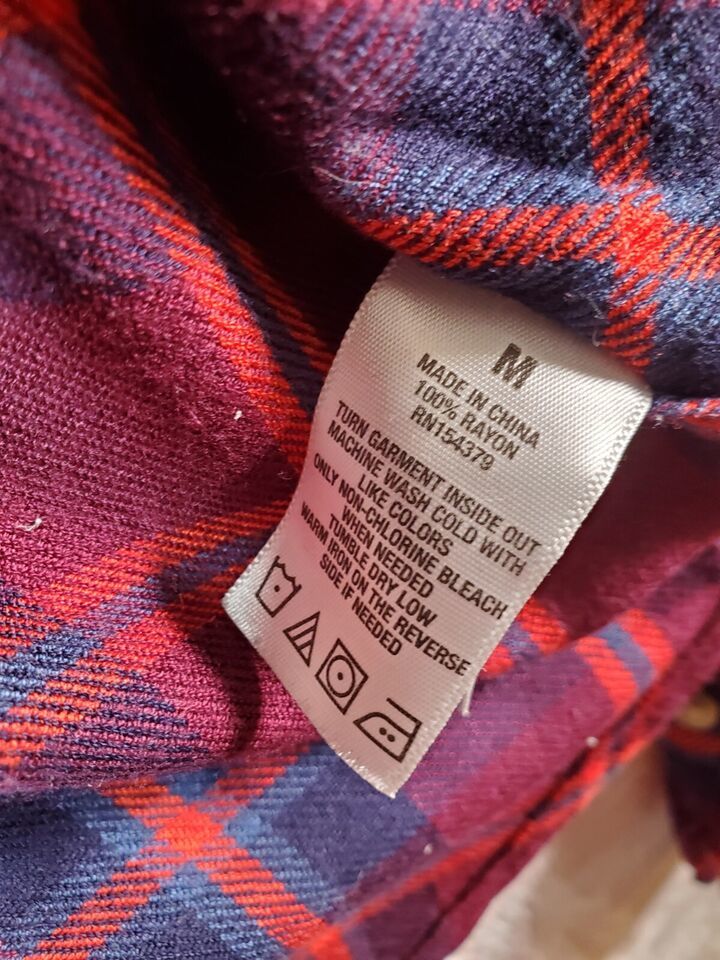 M
MADE IN CHINA
100% RAYON
RN154379
TURN GARMENT INSIDE OUT
MACHINE WASH COLD WITH
LIKE COLORS
ONLY NON-CHLORINE BLEACH
WHEN NEEDED
TUMBLE DRY LOW
WARM IRON ON THE REVERSE
SIDE IF NEEDED